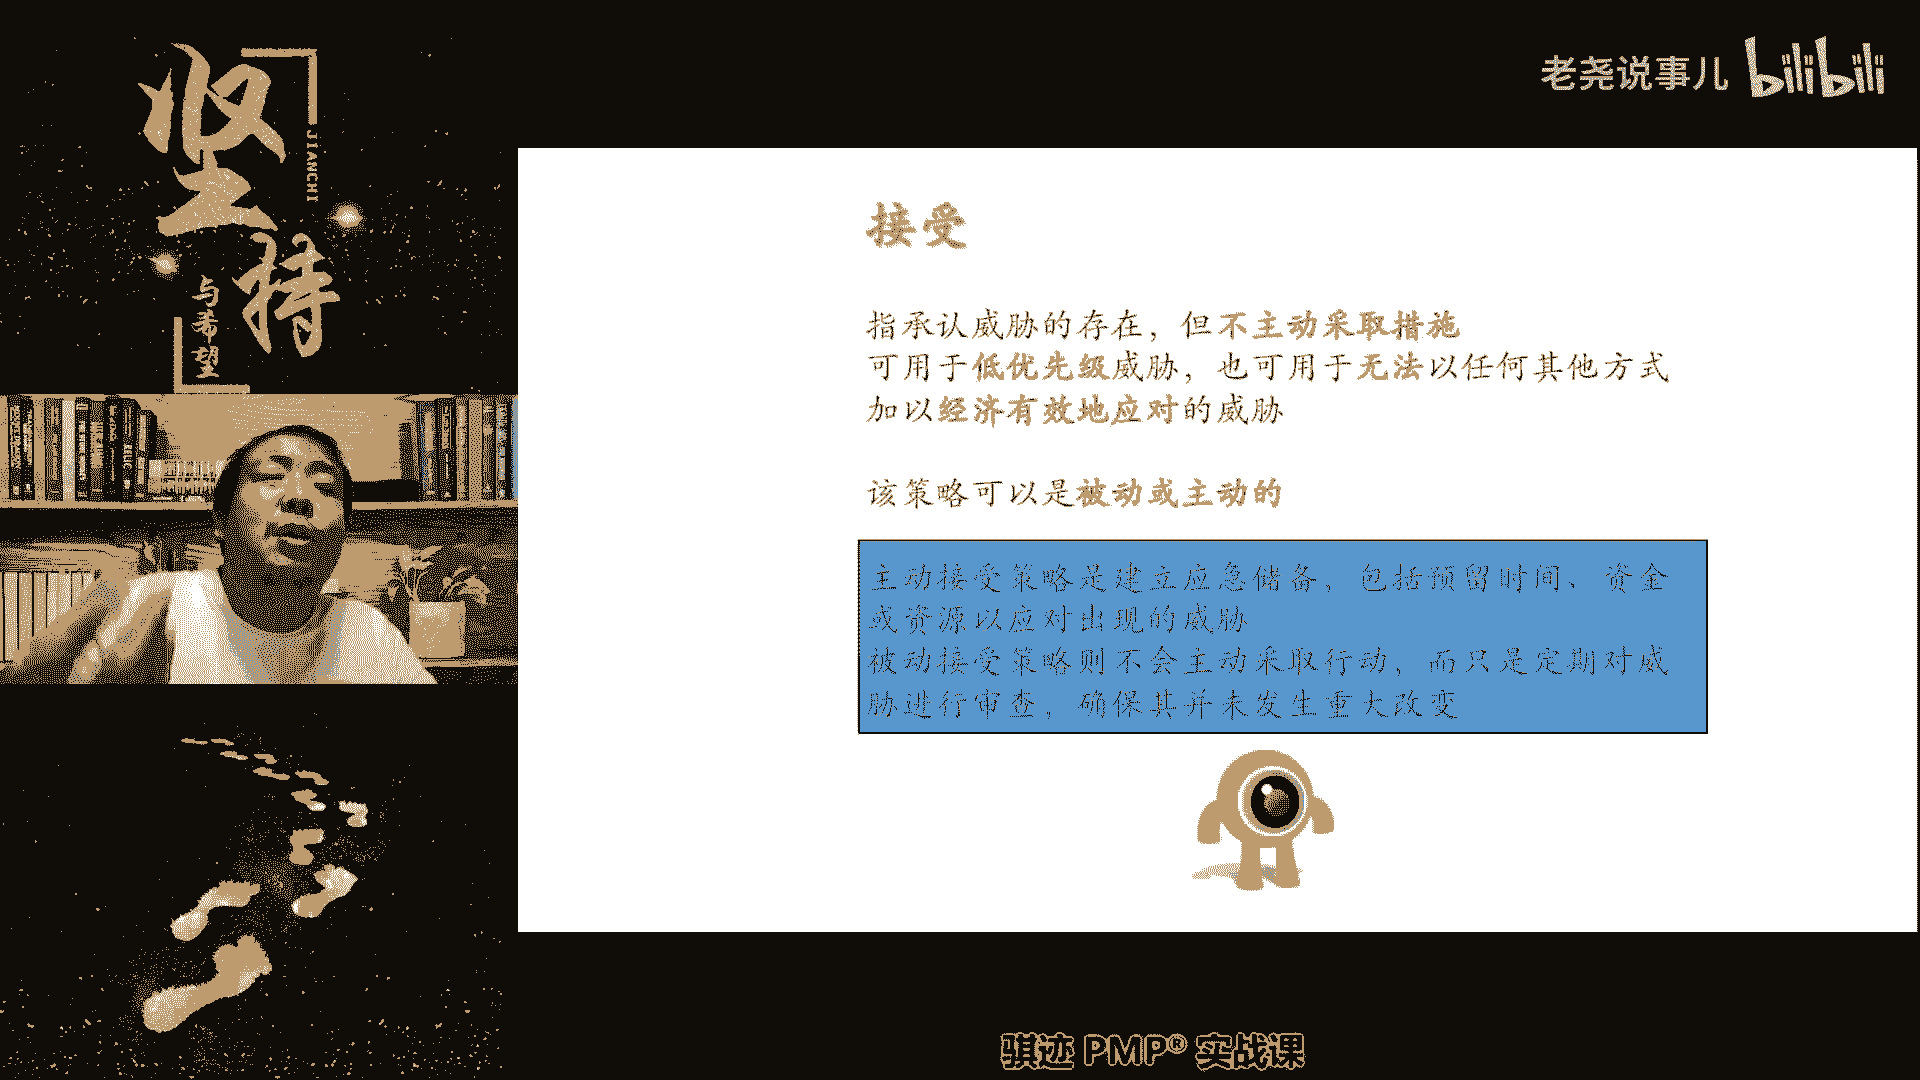 坚持
JIANCHI
与希望
老尧说事儿 bilibili
接受
指承认威胁的存在，但不主动采取措施
可用于低优先级威胁，也可用于无法以任何其他方式
加以经济有效地应对的威胁
该策略可以是被动或主动的
主动接受策略是建立应急储备，包括预留时间、资金
或资源以应对出现的威胁
被动接受策略则不会主动采取行动，而只是定期对威
胁进行审查，确保其并未发生重大改变
骐迹 PMP® 实战课